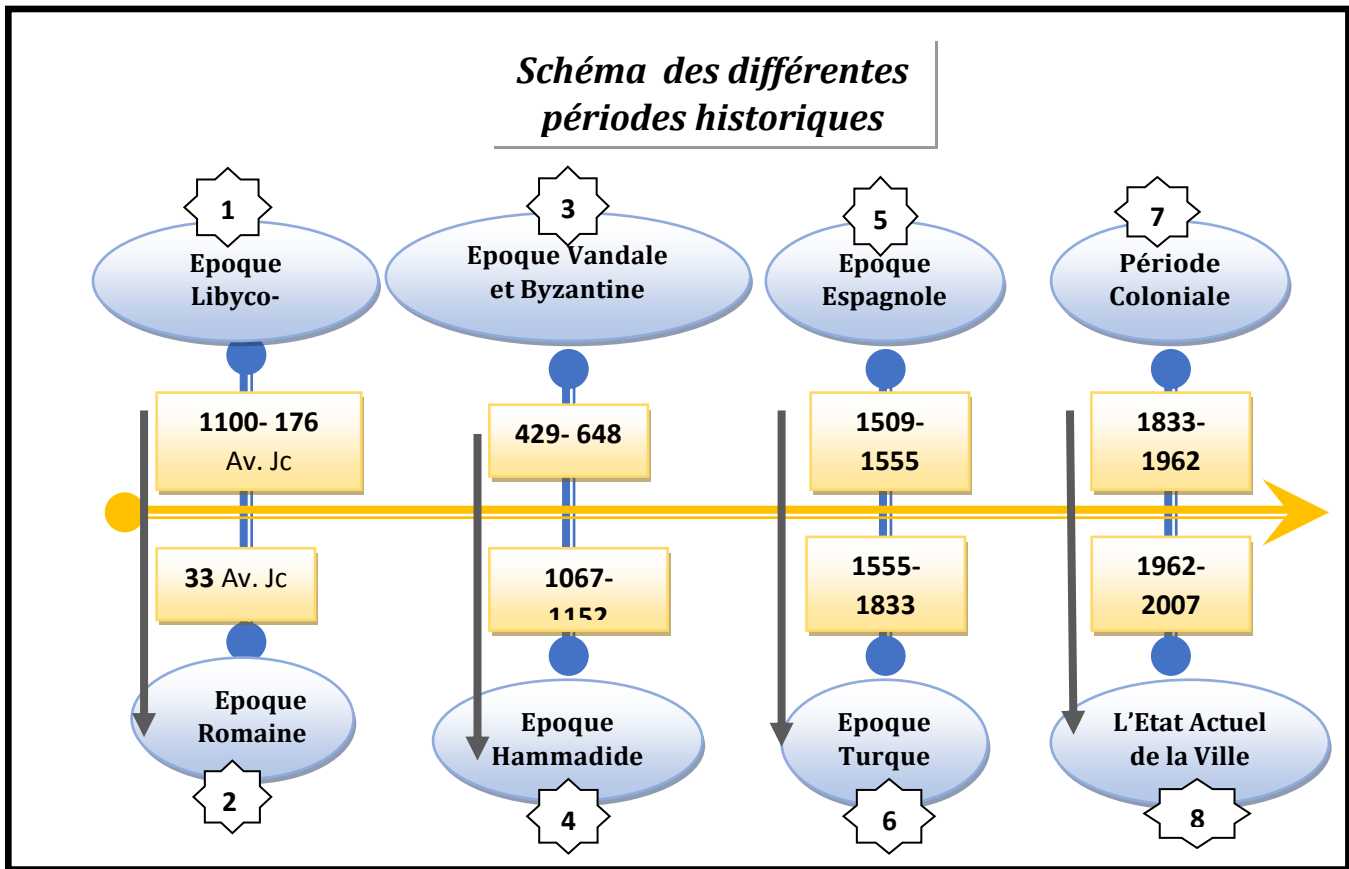 Schéma des différentes
périodes historiques
1
Epoque
Libyco-
1100- 176
Av. Jc
33 Av. Jc
Epoque
Romaine
2
3
Epoque Vandale
et Byzantine
429- 648
1067-
1152
Epoque
Hammadide
4
5
Epoque
Espagnole
1509-
1555
1555-
1833
Epoque
Turque
6
7
Période
Coloniale
1833-
1962
1962-
2007
L'Etat Actuel
de la Ville
8